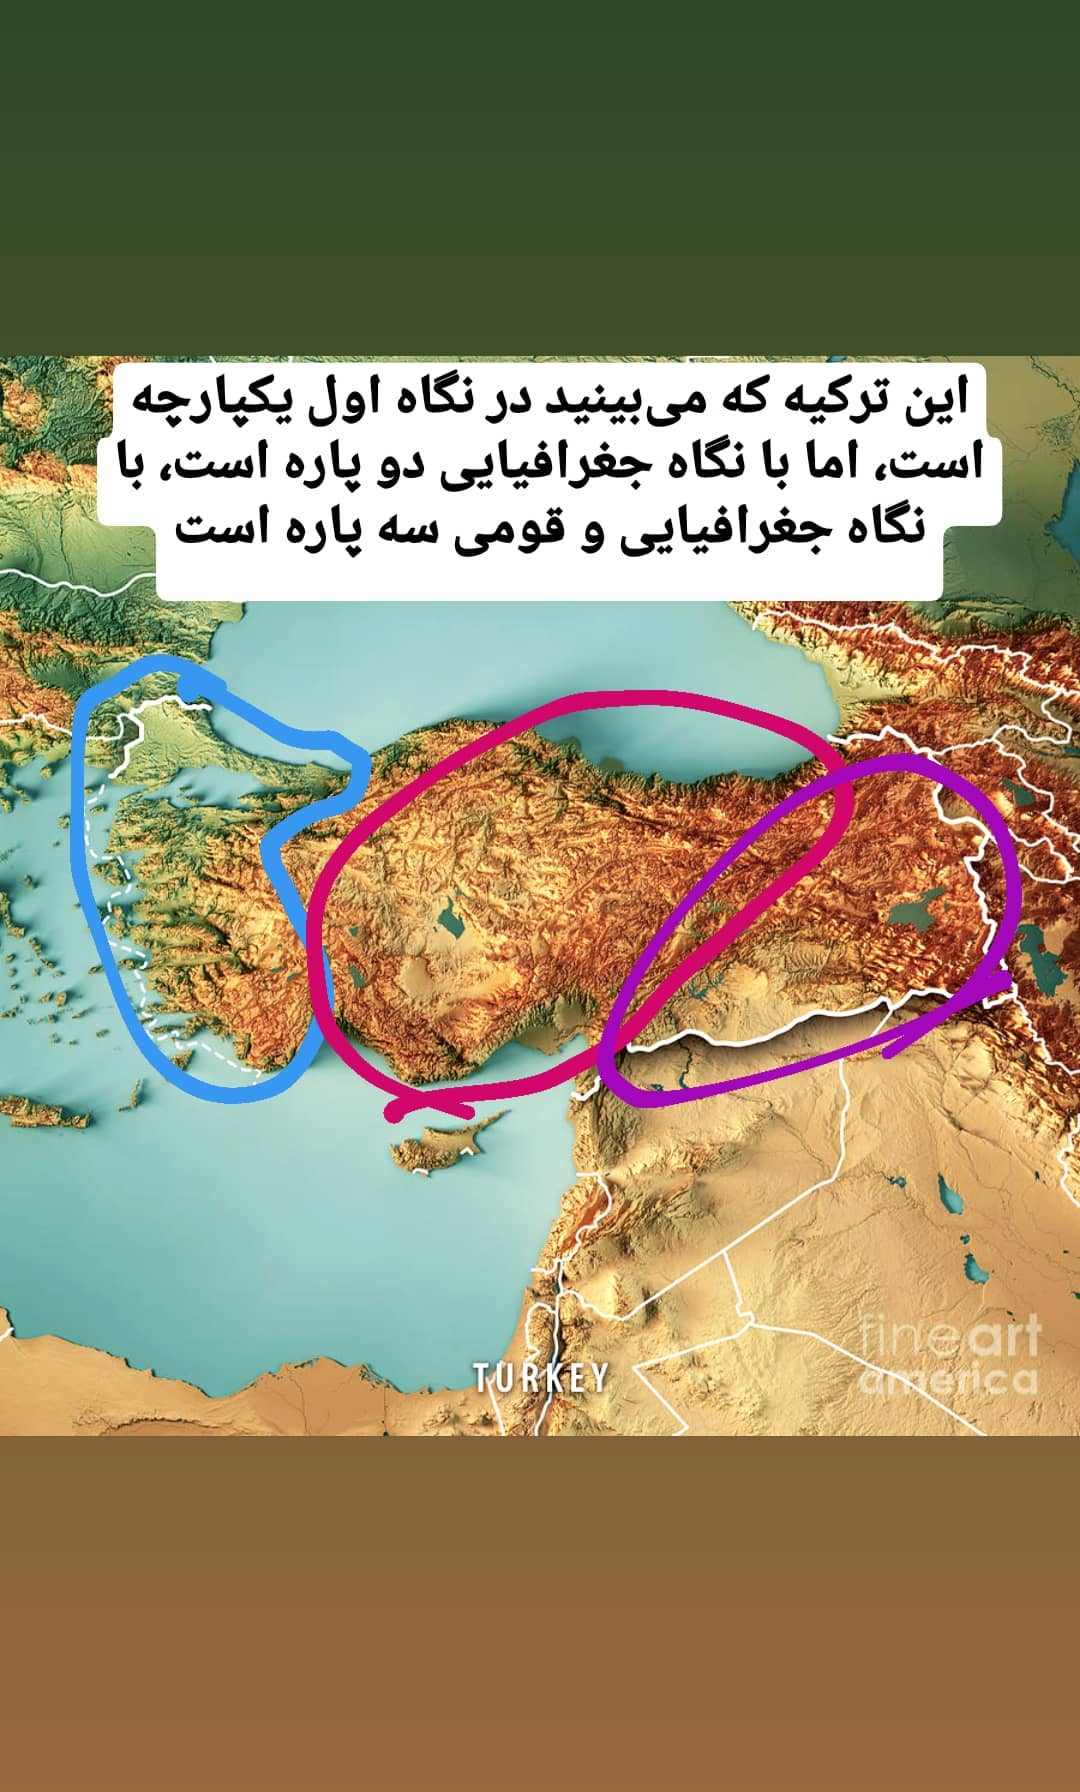 این ترکیه که می‌بینید در نگاه اول یکپارچه
است، اما با نگاه جغرافیایی دو پاره است، با
نگاه جغرافیایی و قومی سه پاره است
fineart
america
TURKEY